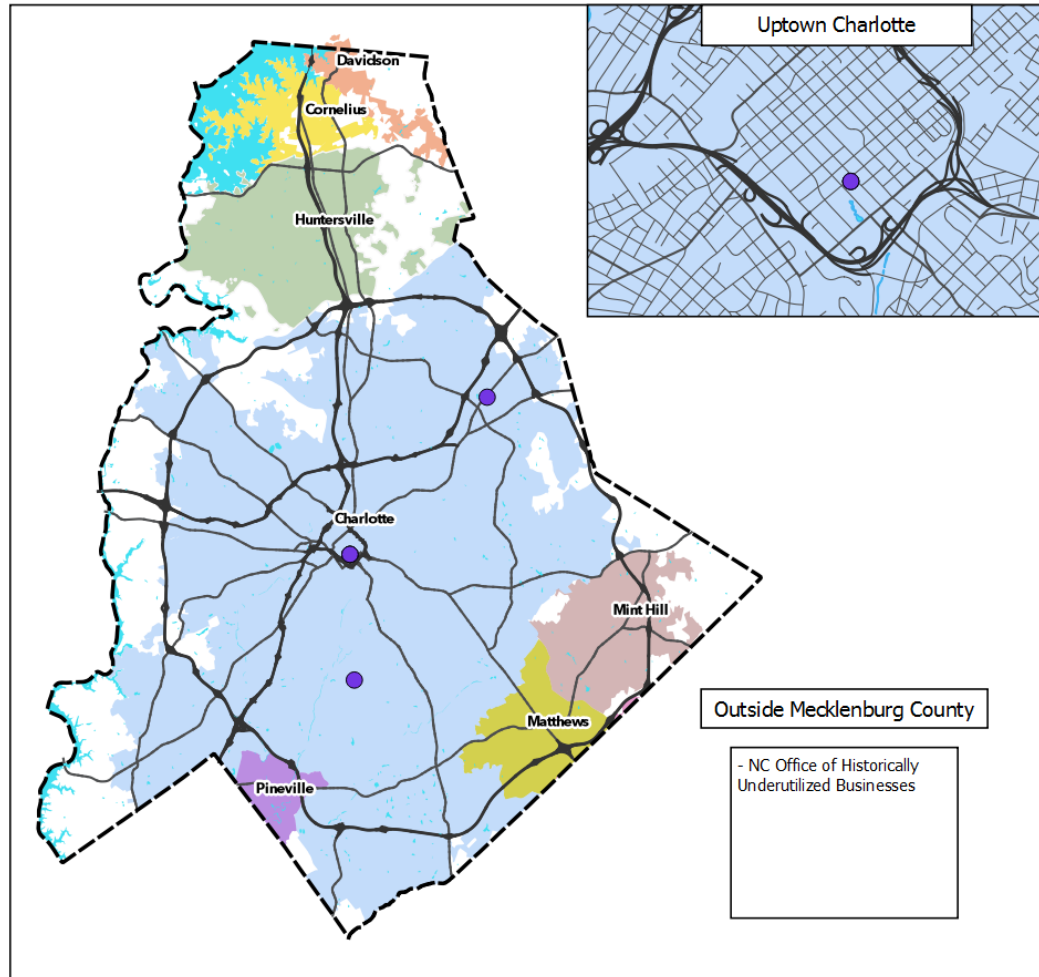 Uptown Charlotte
Davidson
Cornelius
Huntersville
Charlotte
Mint Hill
Matthews
Pineville
Outside Mecklenburg County
- NC Office of Historically
Underutilized Businesses